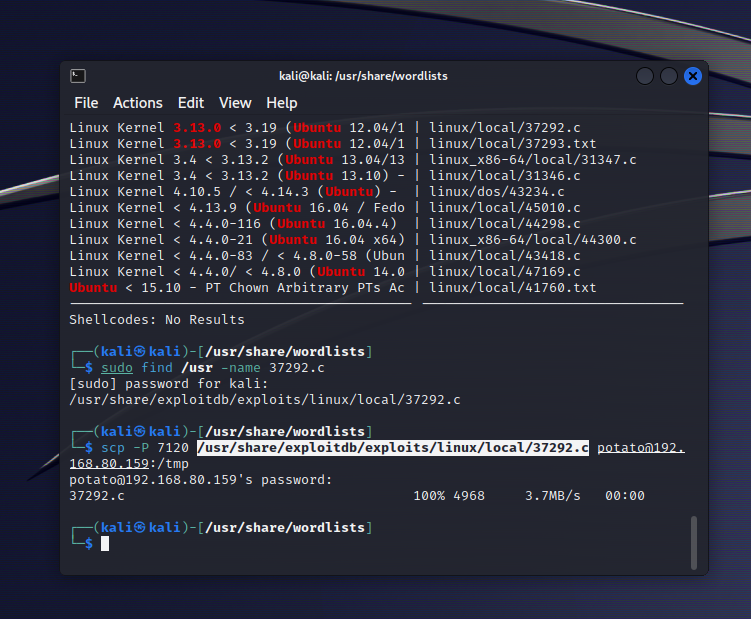 kali@kali: /usr/share/wordlists
File Actions Edit View Help
Linux Kernel 3.13.0 < 3.19 (Ubuntu 12.04/1 | linux/local/37292.c
Linux Kernel 3.13.0 < 3.19 (Ubuntu 12.04/1 | linux/local/37293.txt
Linux Kernel 3.4 < 3.13.2 (Ubuntu 13.04/13 | linux_x86-64/local/31347.c
Linux Kernel 3.4 < 3.13.2 (Ubuntu 13.10) - | linux/local/31346.c
Linux Kernel 4.10.5 / < 4.14.3 (Ubuntu) - | linux/dos/43234.c
Linux Kernel < 4.13.9 (Ubuntu 16.04 / Fedo | linux/local/45010.c
Linux Kernel < 4.4.0-116 (Ubuntu 16.04.4) | linux/local/44298.c
Linux Kernel < 4.4.0-21 (Ubuntu 16.04 x64) | linux_x86-64/local/44300.c
Linux Kernel < 4.4.0-83 / < 4.8.0-58 (Ubun | linux/local/43418.c
Linux Kernel < 4.4.0/ < 4.8.0 (Ubuntu 14.0 | linux/local/47169.c
Ubuntu < 15.10 - PT Chown Arbitrary PTs Ac | linux/local/41760.txt
Shellcodes: No Results
┌──(kali㉿kali)-[/usr/share/wordlists]
└─$ sudo find /usr -name 37292.c
[sudo] password for kali:
/usr/share/exploitdb/exploits/linux/local/37292.c
┌──(kali㉿kali)-[/usr/share/wordlists]
└─$ scp -P 7120 /usr/share/exploitdb/exploits/linux/local/37292.c potato@192.
168.80.159:/tmp
potato@192.168.80.159's password:
37292.c 100% 4968 3.7MB/s 00:00
┌──(kali㉿kali)-[/usr/share/wordlists]
└─$